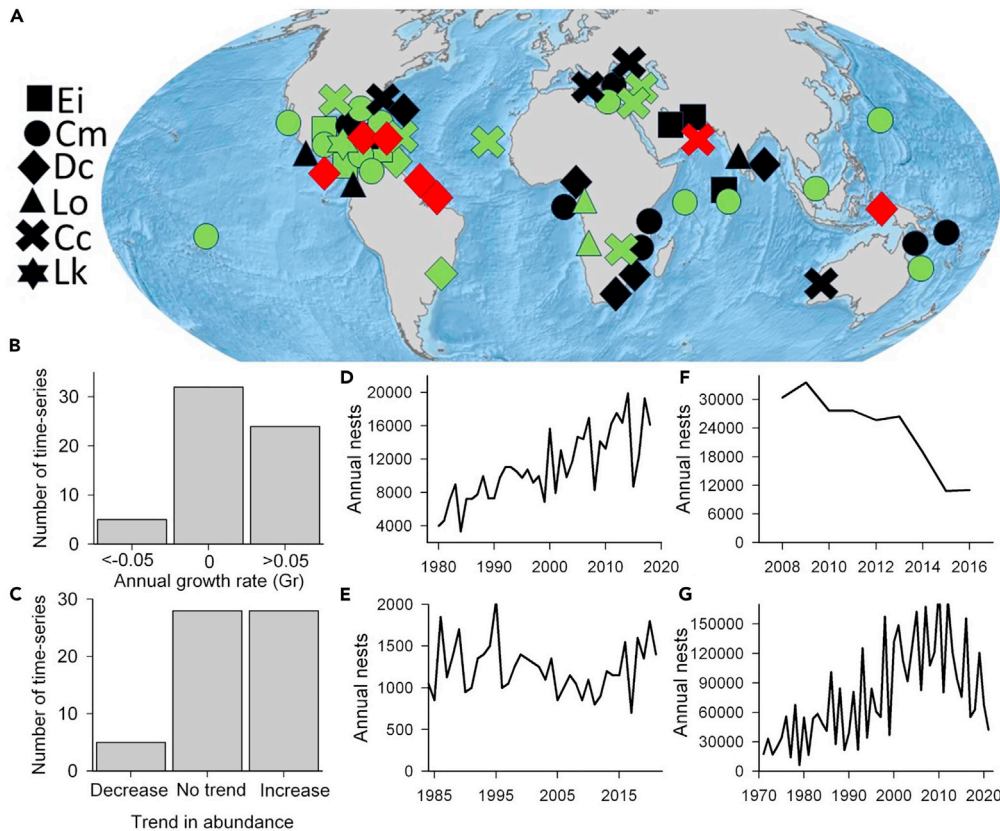 A
Ei
Cm
Dc
Lo
Cc
Lk
B
Number of time-series
30
20
10
0
<-0.05
0
>0.05
Annual growth rate (Gr)
C
Number of time-series
30
20
10
0
Decrease
No trend
Increase
Trend in abundance
D
Annual nests
20000
16000
12000
8000
4000
1980
1990
2000
2010
2020
E
Annual nests
2000
1500
1000
500
0
1985
1995
2005
2015
F
Annual nests
30000
24000
18000
12000
6000
0
2008
2010
2012
2014
2016
G
Annual nests
150000
120000
90000
60000
30000
0
1970
1980
1990
2000
2010
2020